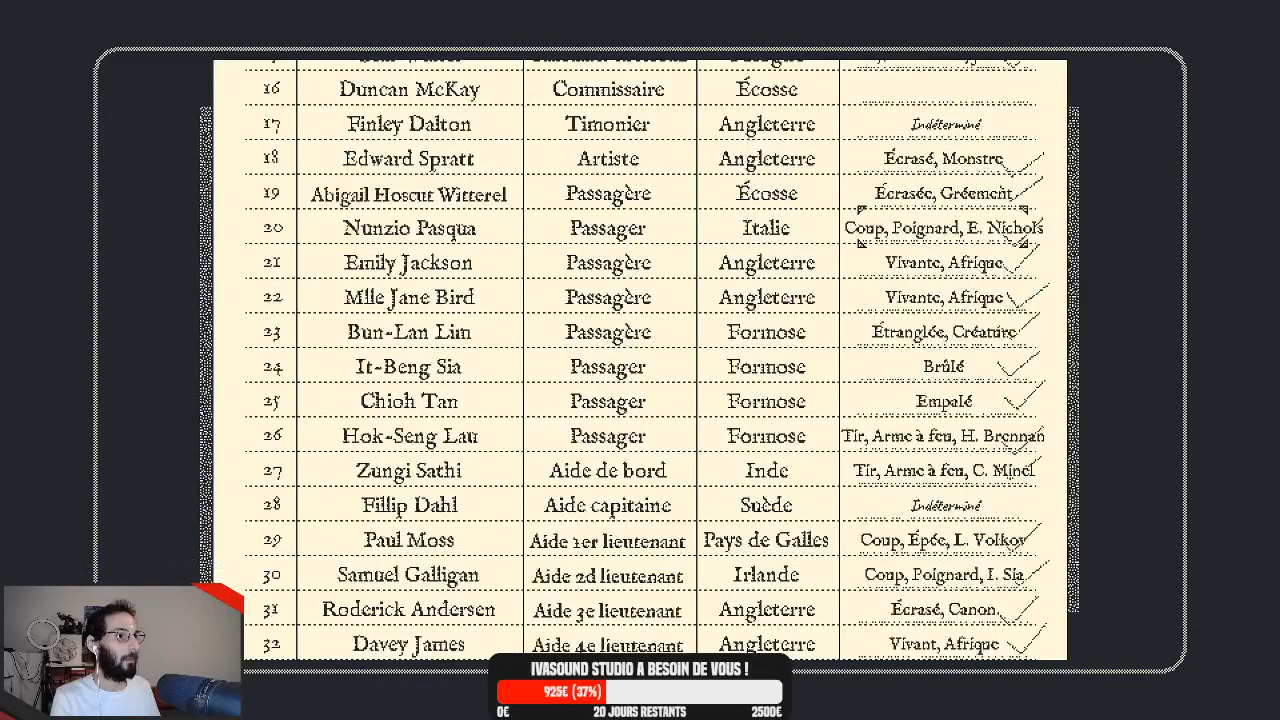 16 Duncan McKay Commissaire Écosse
17 Finley Dalton Timonier Angleterre Indéterminé
18 Edward Spratt Artiste Angleterre Écrasé, Monstre
19 Abigail Hoscut Witterel Passagère Écosse Écrasée, Gréement
20 Nunzio Pasqua Passager Italie Coup, Poignard, E. Nichols
21 Emily Jackson Passagère Angleterre Vivante, Afrique
22 Mlle Jane Bird Passagère Angleterre Vivante, Afrique
23 Bun-Lan Lim Passagère Formose Étranglée, Créature
24 It-Beng Sia Passager Formose Brûlé
25 Chioh Tan Passager Formose Empalé
26 Hok-Seng Lau Passager Formose Tir, Arme à feu, H. Brennan
27 Zungi Sathi Aide de bord Inde Tir, Arme à feu, C. Miner
28 Fillip Dahl Aide capitaine Suède Indéterminé
29 Paul Moss Aide 1er lieutenant Pays de Galles Coup, Épée, L. Volkov
30 Samuel Galligan Aide 2d lieutenant Irlande Coup, Poignard, I. Sia
31 Roderick Andersen Aide 3e lieutenant Angleterre Écrasé, Canon
32 Davey James Aide 4e lieutenant Angleterre Vivant, Afrique
IVASOUND STUDIO A BESOIN DE VOUS !
925€ (37%)
0€ 20 JOURS RESTANTS 2500€